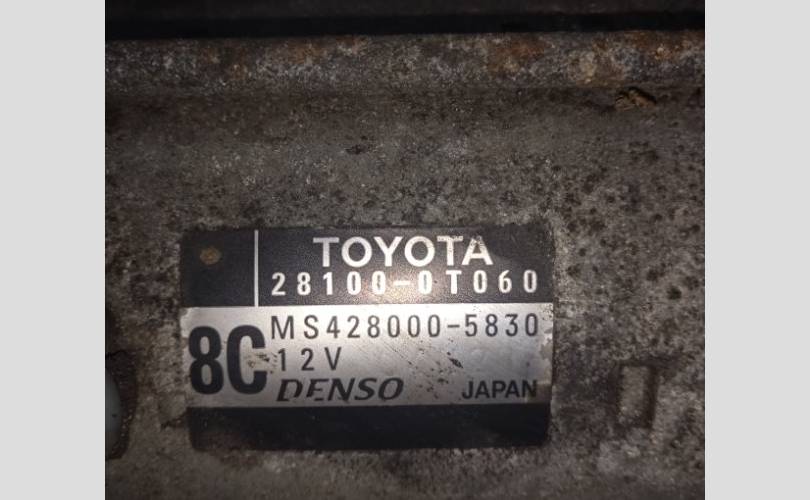 TOYOTA
28100-0T060
8C
MS428000-5830
12V
DENSO JAPAN